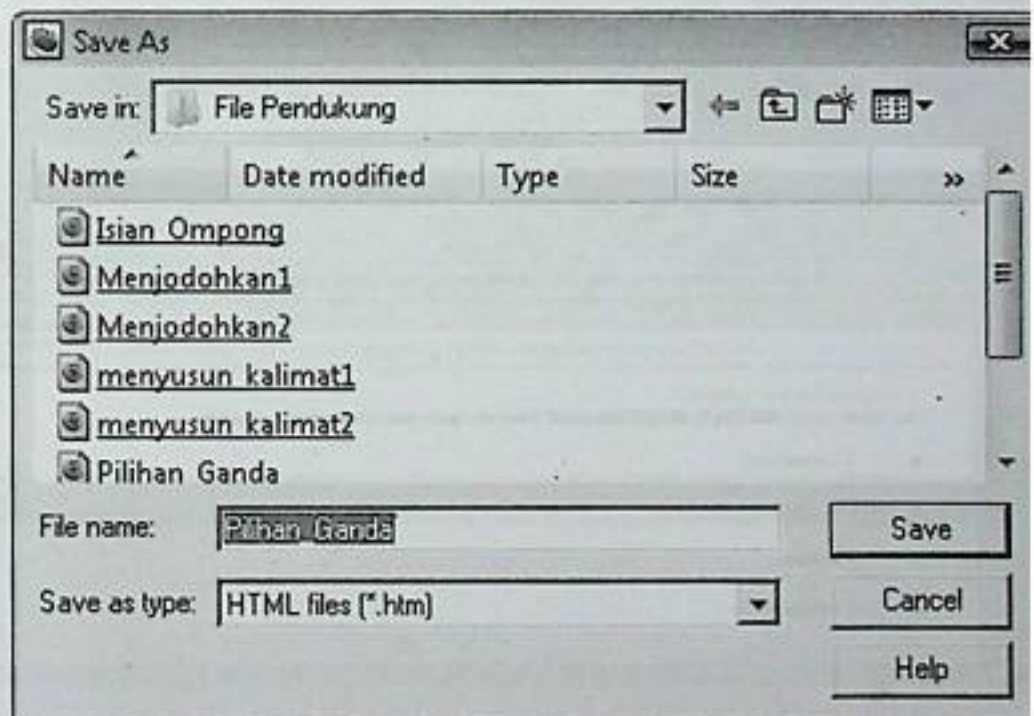 Save As
Save in: File Pendukung
Name Date modified Type Size »
Isian Ompong
Menjodohkan1
Menjodohkan2
menyusun kalimat1
menyusun kalimat2
Pilihan Ganda
File name: Pilihan Ganda Save
Save as type: HTML files (*.htm) Cancel
Help